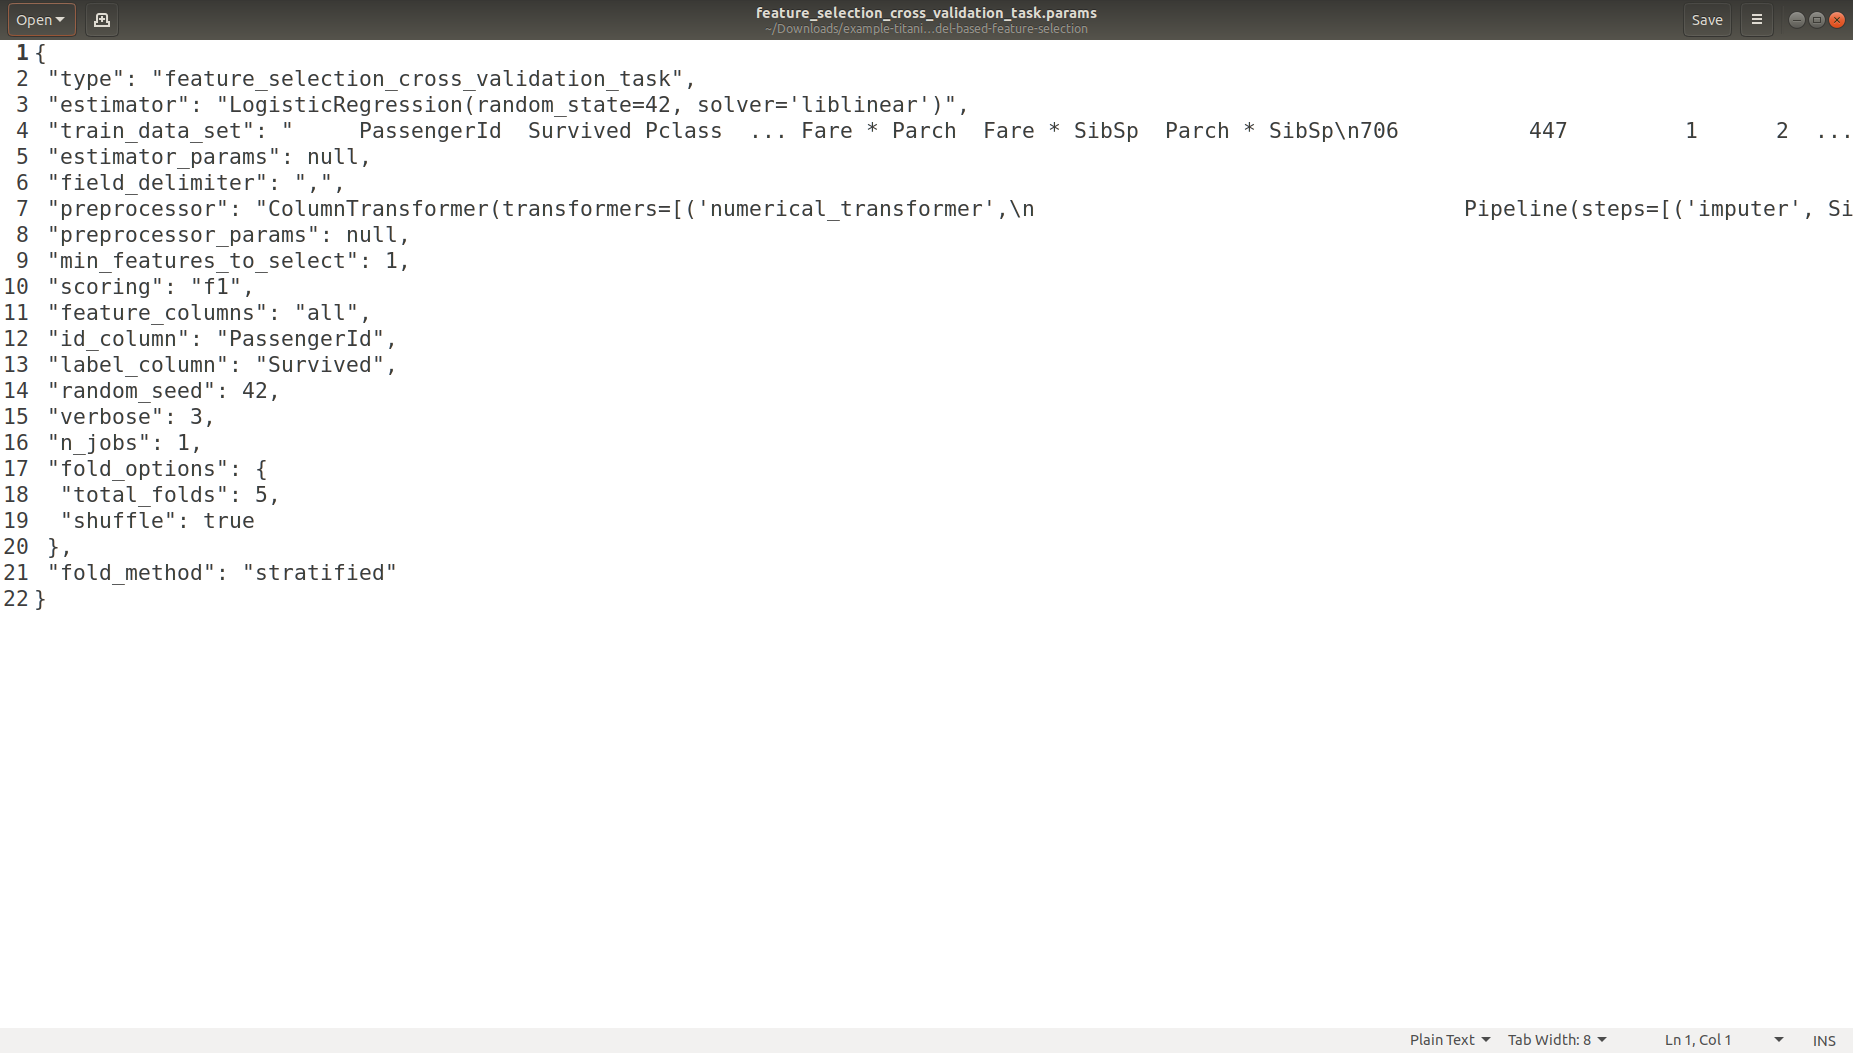 Open
feature_selection_cross_validation_task.params
~/Downloads/example-titani...del-based-feature-selection
Save
1 {
2 "type": "feature_selection_cross_validation_task",
3 "estimator": "LogisticRegression(random_state=42, solver='liblinear')",
4 "train_data_set": "     PassengerId  Survived Pclass  ... Fare * Parch  Fare * SibSp  Parch * SibSp\n706          447         1      2  ...
5 "estimator_params": null,
6 "field_delimiter": ",",
7 "preprocessor": "ColumnTransformer(transformers=[('numerical_transformer',\n                                 Pipeline(steps=[('imputer', Si
8 "preprocessor_params": null,
9 "min_features_to_select": 1,
10 "scoring": "f1",
11 "feature_columns": "all",
12 "id_column": "PassengerId",
13 "label_column": "Survived",
14 "random_seed": 42,
15 "verbose": 3,
16 "n_jobs": 1,
17 "fold_options": {
18  "total_folds": 5,
19  "shuffle": true
20 },
21 "fold_method": "stratified"
22 }
Plain Text Tab Width: 8 Ln 1, Col 1 INS